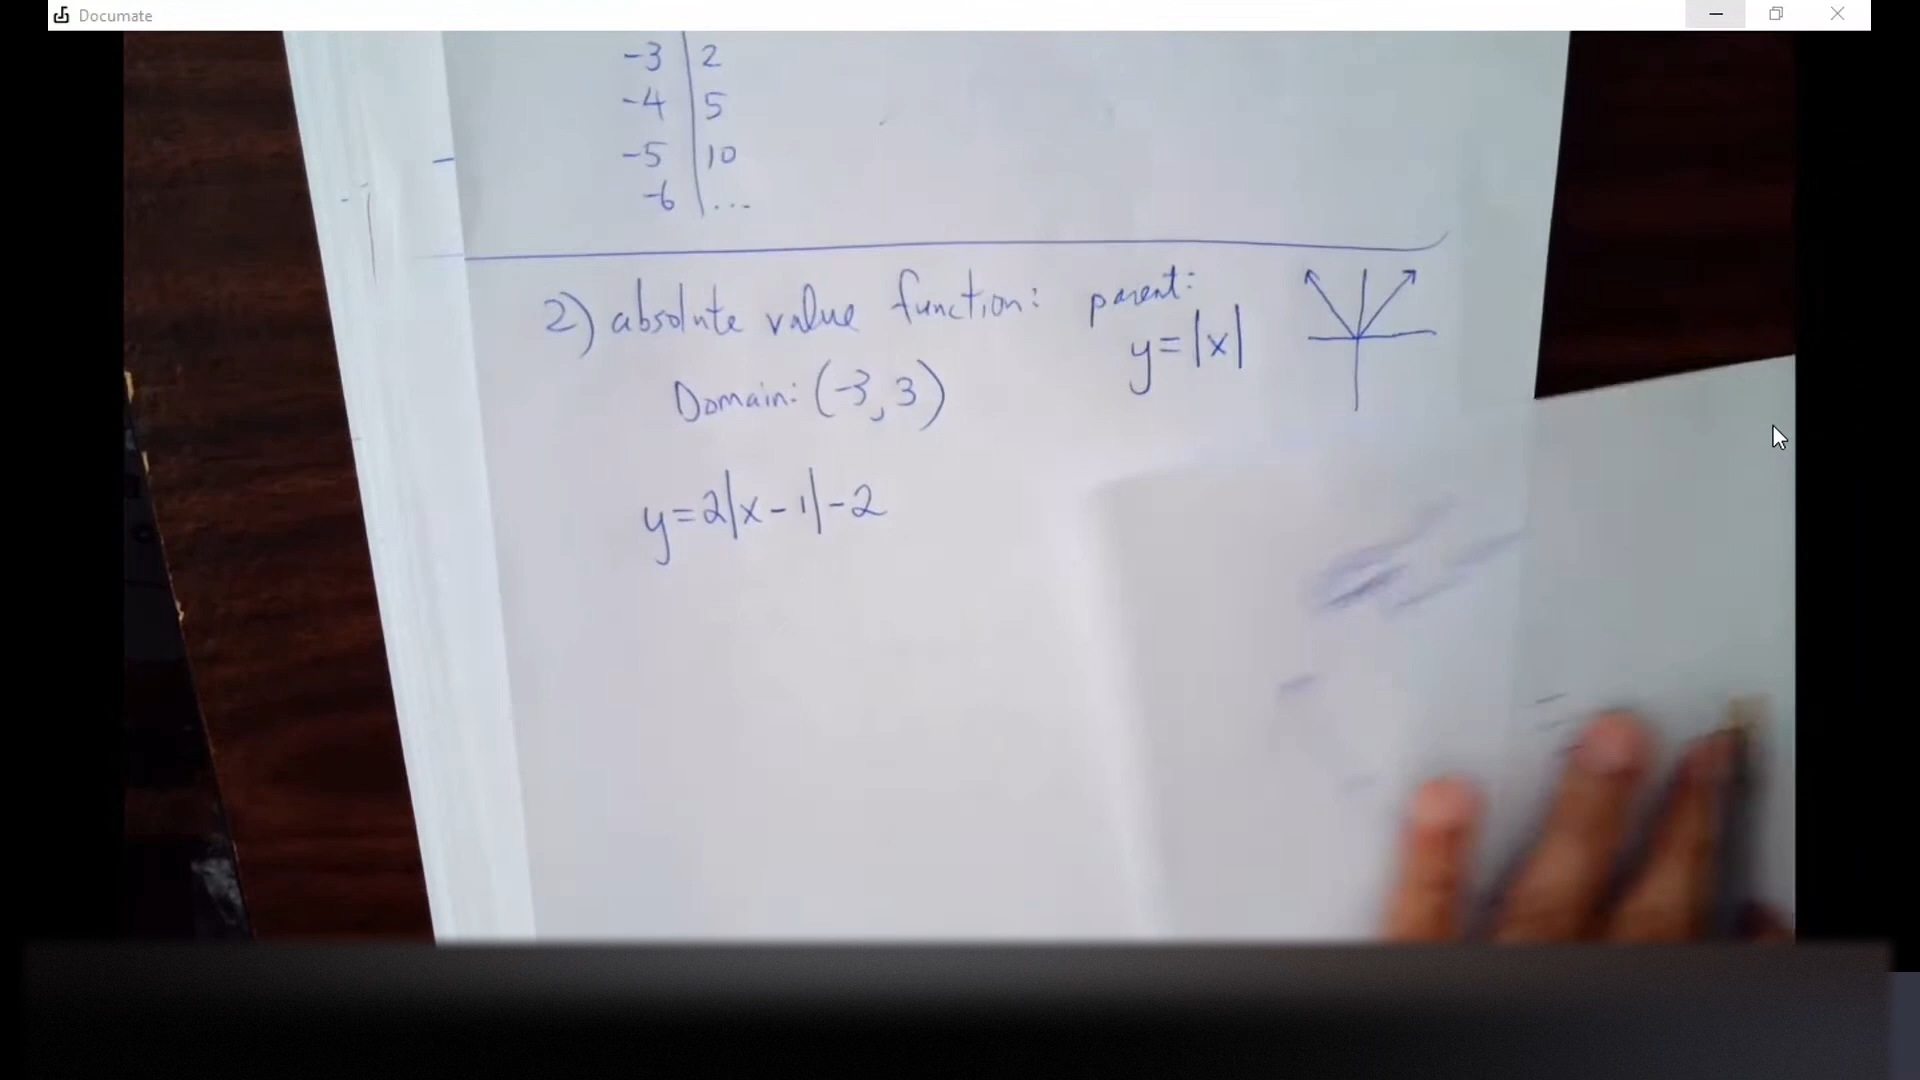 Documate
-3 | 2
-4 | 5
-5 | 10
-6 | ...
2) absolute value function: parent:
y=|x|
Domain: (-3, 3)
y=2|x-1|-2